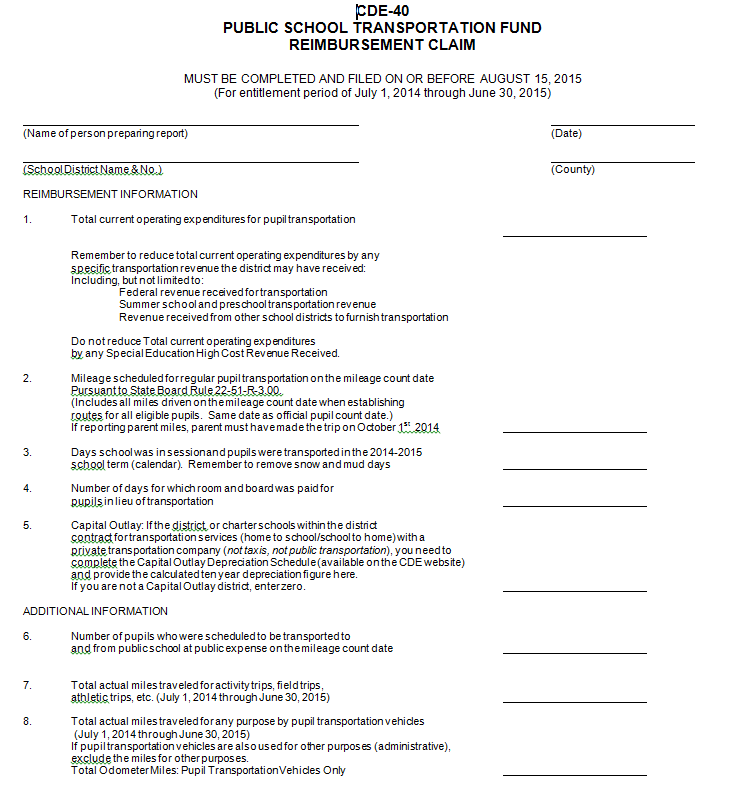 CDE-40
PUBLIC SCHOOL TRANSPORTATION FUND
REIMBURSEMENT CLAIM
MUST BE COMPLETED AND FILED ON OR BEFORE AUGUST 15, 2015
(For entitlement period of July 1, 2014 through June 30, 2015)
(Name of person preparing report) (Date)
(School District Name & No.) (County)
REIMBURSEMENT INFORMATION
1. Total current operating expenditures for pupil transportation
Remember to reduce total current operating expenditures by any
specific transportation revenue the district may have received:
Including, but not limited to:
Federal revenue received for transportation
Summer school and preschool transportation revenue
Revenue received from other school districts to furnish transportation
Do not reduce Total current operating expenditures
by any Special Education High Cost Revenue Received.
2. Mileage scheduled for regular pupil transportation on the mileage count date
Pursuant to State Board Rule 22-51-R-3.00.
(Includes all miles driven on the mileage count date when establishing
routes for all eligible pupils. Same date as official pupil count date.)
If reporting parent miles, parent must have made the trip on October 1st 2014
3. Days school was in session and pupils were transported in the 2014-2015
school term (calendar). Remember to remove snow and mud days
4. Number of days for which room and board was paid for
pupils in lieu of transportation
5. Capital Outlay: If the district, or charter schools within the district
contract for transportation services (home to school/school to home) with a
private transportation company (not taxis, not public transportation), you need to
complete the Capital Outlay Depreciation Schedule (available on the CDE website)
and provide the calculated ten year depreciation figure here.
If you are not a Capital Outlay district, enter zero.
ADDITIONAL INFORMATION
6. Number of pupils who were scheduled to be transported to
and from public school at public expense on the mileage count date
7. Total actual miles traveled for activity trips, field trips,
athletic trips, etc. (July 1, 2014 through June 30, 2015)
8. Total actual miles traveled for any purpose by pupil transportation vehicles
(July 1, 2014 through June 30, 2015)
If pupil transportation vehicles are also used for other purposes (administrative),
exclude the miles for other purposes.
Total Odometer Miles: Pupil Transportation Vehicles Only